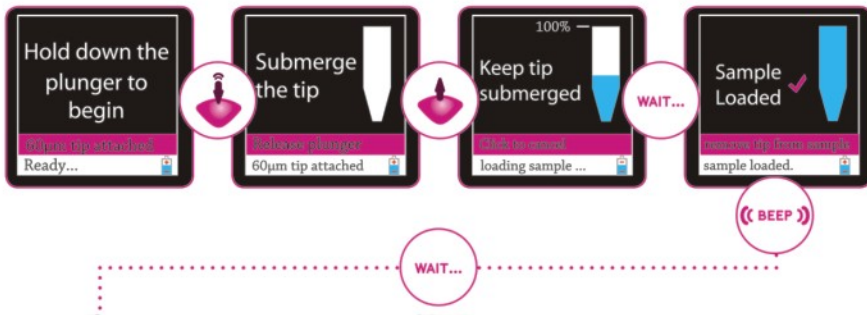 Hold down the
plunger to
begin
60µm tip attached
Ready...
Submerge
the tip
Release plunger
60µm tip attached
100%
Keep tip
submerged
Click to cancel
loading sample ...
WAIT...
Sample
Loaded
remove tip from sample
sample loaded.
BEEP
WAIT...